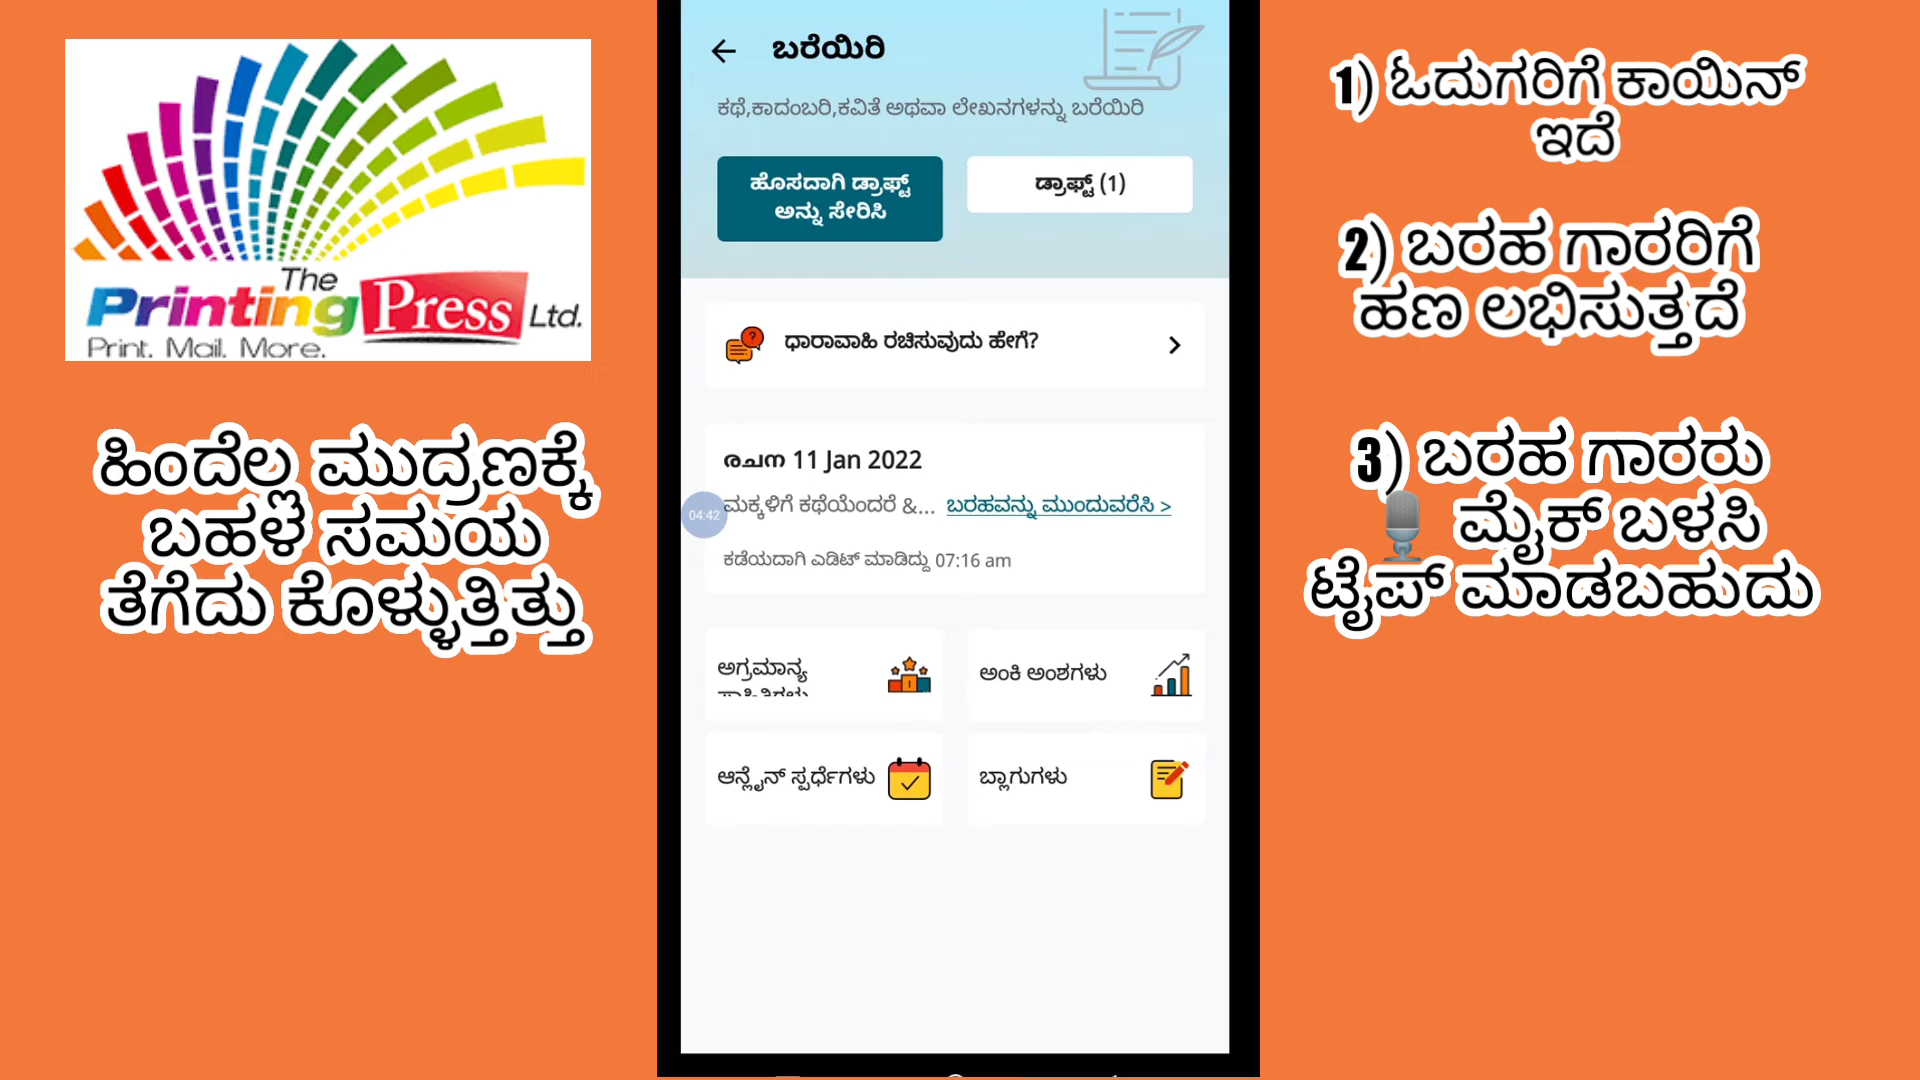 The
Printing Press Ltd.
Print. Mail. More.
ಹಿಂದೆಲ್ಲ ಮುದ್ರಣಕ್ಕೆ
ಬಹಳ ಸಮಯ
ತೆಗೆದು ಕೊಳ್ಳುತ್ತಿತ್ತು
ಬರೆಯಿರಿ
ಕಥೆ,ಕಾದಂಬರಿ,ಕವಿತೆ ಅಥವಾ ಲೇಖನಗಳನ್ನು ಬರೆಯಿರಿ
ಹೊಸದಾಗಿ ಡ್ರಾಫ್ಟ್
ಅನ್ನು ಸೇರಿಸಿ
ಡ್ರಾಫ್ಟ್ (1)
ಧಾರಾವಾಹಿ ರಚಿಸುವುದು ಹೇಗೆ?
രചന 11 Jan 2022
04:42
ಮಕ್ಕಳಿಗೆ ಕಥೆಯೆಂದರೆ &... ಬರಹವನ್ನು ಮುಂದುವರೆಸಿ >
ಕಡೆಯದಾಗಿ ಎಡಿಟ್ ಮಾಡಿದ್ದು 07:16 am
ಅಗ್ರಮಾನ್ಯ
ಅಂಕಿ ಅಂಶಗಳು
ಆನ್ಲೈನ್ ಸ್ಪರ್ಧೆಗಳು
ಬ್ಲಾಗುಗಳು
1) ಓದುಗರಿಗೆ ಕಾಯಿನ್
ಇದೆ
2) ಬರಹ ಗಾರರಿಗೆ
ಹಣ ಲಭಿಸುತ್ತದೆ
3) ಬರಹ ಗಾರರು
ಮೈಕ್ ಬಳಸಿ
ಟೈಪ್ ಮಾಡಬಹುದು